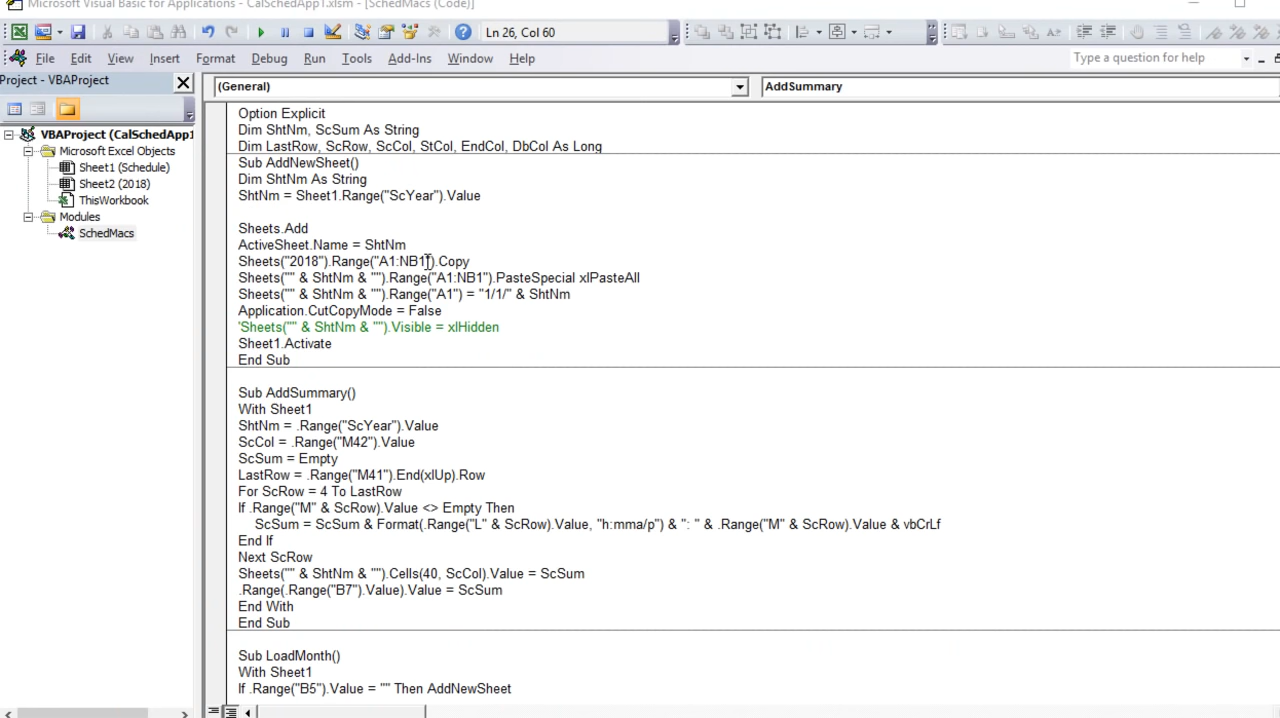 Microsoft Visual Basic for Applications - CalSchedApp1.xlsm - [SchedMacs (Code)]
Ln 26, Col 60
File Edit View Insert Format Debug Run Tools Add-Ins Window Help
Type a question for help
Project - VBAProject
(General)
AddSummary
VBAProject (CalSchedApp1
Microsoft Excel Objects
Sheet1 (Schedule)
Sheet2 (2018)
ThisWorkbook
Modules
SchedMacs
Option Explicit
Dim ShtNm, ScSum As String
Dim LastRow, ScRow, ScCol, StCol, EndCol, DbCol As Long
Sub AddNewSheet()
Dim ShtNm As String
ShtNm = Sheet1.Range("ScYear").Value
Sheets.Add
ActiveSheet.Name = ShtNm
Sheets("2018").Range("A1:NB1").Copy
Sheets("" & ShtNm & "").Range("A1:NB1").PasteSpecial xlPasteAll
Sheets("" & ShtNm & "").Range("A1") = "1/1/" & ShtNm
Application.CutCopyMode = False
'Sheets("" & ShtNm & "").Visible = xlHidden
Sheet1.Activate
End Sub
Sub AddSummary()
With Sheet1
ShtNm = .Range("ScYear").Value
ScCol = .Range("M42").Value
ScSum = Empty
LastRow = .Range("M41").End(xlUp).Row
For ScRow = 4 To LastRow
If .Range("M" & ScRow).Value <> Empty Then
ScSum = ScSum & Format(.Range("L" & ScRow).Value, "h:mma/p") & ": " & .Range("M" & ScRow).Value & vbCrLf
End If
Next ScRow
Sheets("" & ShtNm & "").Cells(40, ScCol).Value = ScSum
.Range(.Range("B7").Value).Value = ScSum
End With
End Sub
Sub LoadMonth()
With Sheet1
If .Range("B5").Value = "" Then AddNewSheet